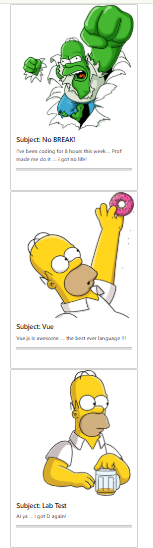 Subject: No BREAK!
I've been coding for 8 hours this week... Prof
made me do it ... i got no life!
Subject: Vue
Vue.js is awesome ... the best ever language !!!
Subject: Lab Test
Ai ya ... I got D again!